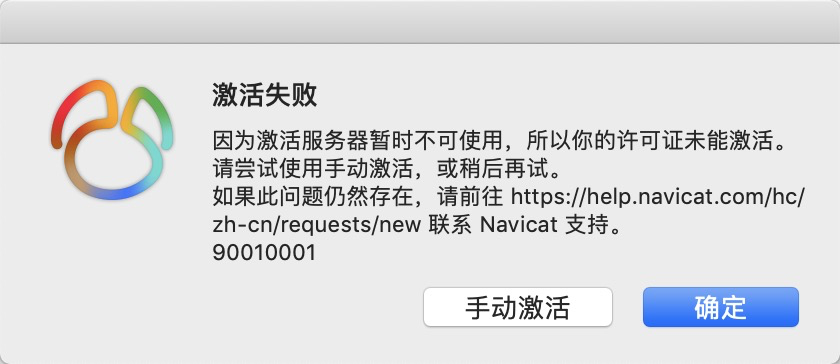 激活失败
因为激活服务器暂时不可使用，所以你的许可证未能激活。
请尝试使用手动激活，或稍后再试。
如果此问题仍然存在，请前往 https://help.navicat.com/hc/
zh-cn/requests/new 联系 Navicat 支持。
90010001
手动激活
确定